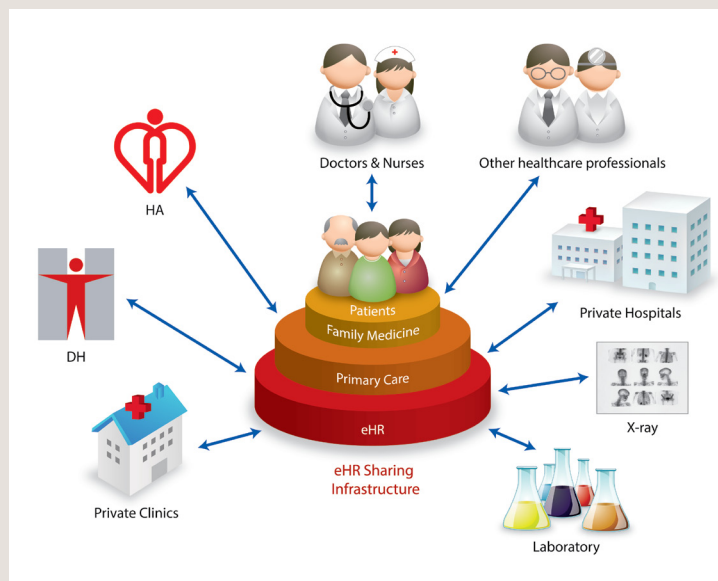 Doctors & Nurses
Other healthcare professionals
HA
Patients
Family Medicine
Private Hospitals
DH
Primary Care
eHR
X-ray
eHR Sharing
Infrastructure
Private Clinics
Laboratory